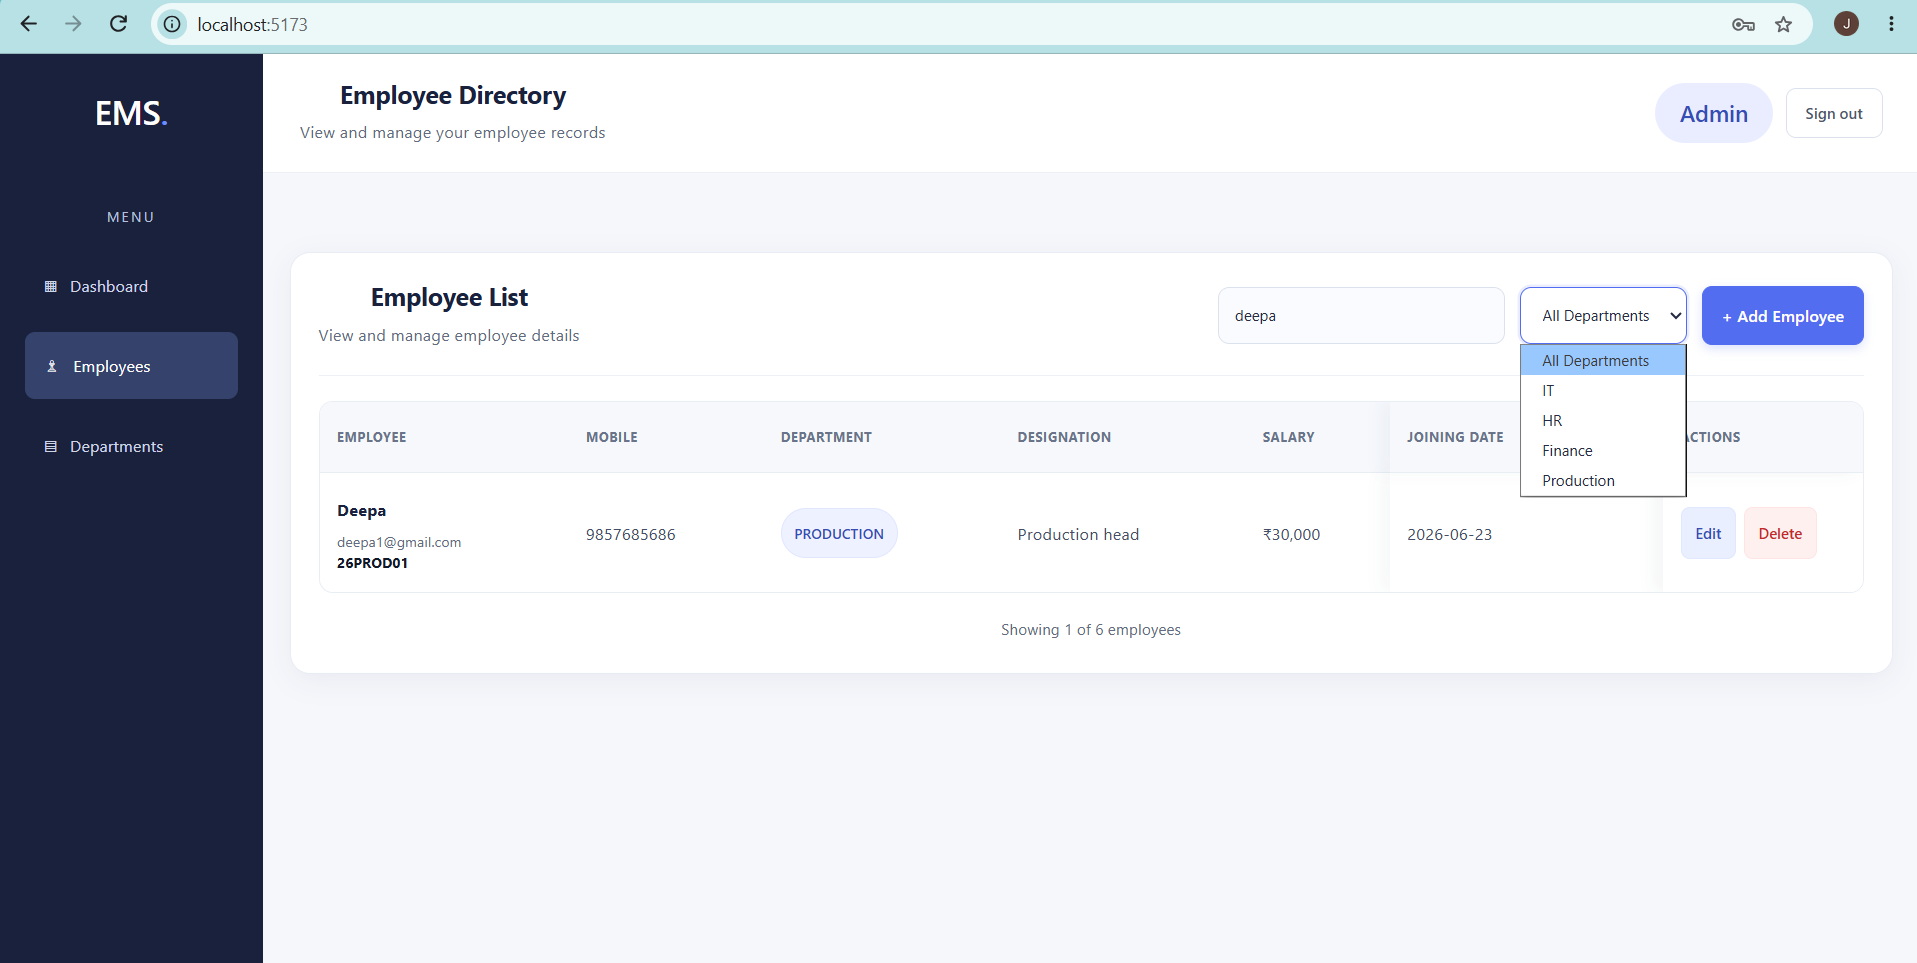 localhost:5173
J
EMS.
MENU
Dashboard
Employees
Departments
Employee Directory
View and manage your employee records
Admin
Sign out
Employee List
View and manage employee details
deepa
All Departments
+ Add Employee
All Departments
IT
HR
Finance
Production
EMPLOYEE MOBILE DEPARTMENT DESIGNATION SALARY JOINING DATE CTIONS
Deepa
deepa1@gmail.com
26PROD01
9857685686
PRODUCTION
Production head
₹30,000
2026-06-23
Edit
Delete
Showing 1 of 6 employees